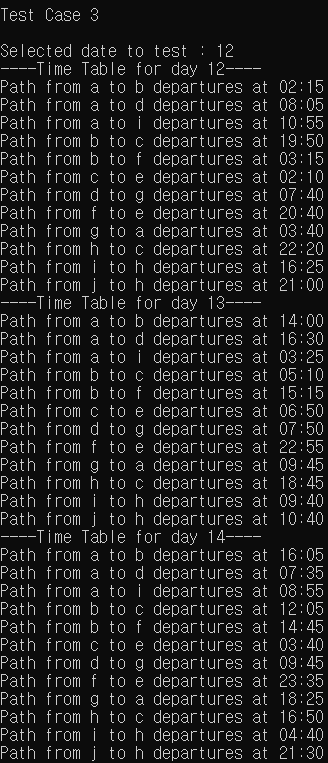 Test Case 3
Selected date to test : 12
----Time Table for day 12----
Path from a to b departures at 02:15
Path from a to d departures at 08:05
Path from a to i departures at 10:55
Path from b to c departures at 19:50
Path from b to f departures at 03:15
Path from c to e departures at 02:10
Path from d to g departures at 07:40
Path from f to e departures at 20:40
Path from g to a departures at 03:40
Path from h to c departures at 22:20
Path from i to h departures at 16:25
Path from j to h departures at 21:00
----Time Table for day 13----
Path from a to b departures at 14:00
Path from a to d departures at 16:30
Path from a to i departures at 03:25
Path from b to c departures at 05:10
Path from b to f departures at 15:15
Path from c to e departures at 06:50
Path from d to g departures at 07:50
Path from f to e departures at 22:55
Path from g to a departures at 09:45
Path from h to c departures at 18:45
Path from i to h departures at 09:40
Path from j to h departures at 10:40
----Time Table for day 14----
Path from a to b departures at 16:05
Path from a to d departures at 07:35
Path from a to i departures at 08:55
Path from b to c departures at 12:05
Path from b to f departures at 14:45
Path from c to e departures at 03:40
Path from d to g departures at 09:45
Path from f to e departures at 23:35
Path from g to a departures at 18:25
Path from h to c departures at 16:50
Path from i to h departures at 04:40
Path from j to h departures at 21:30